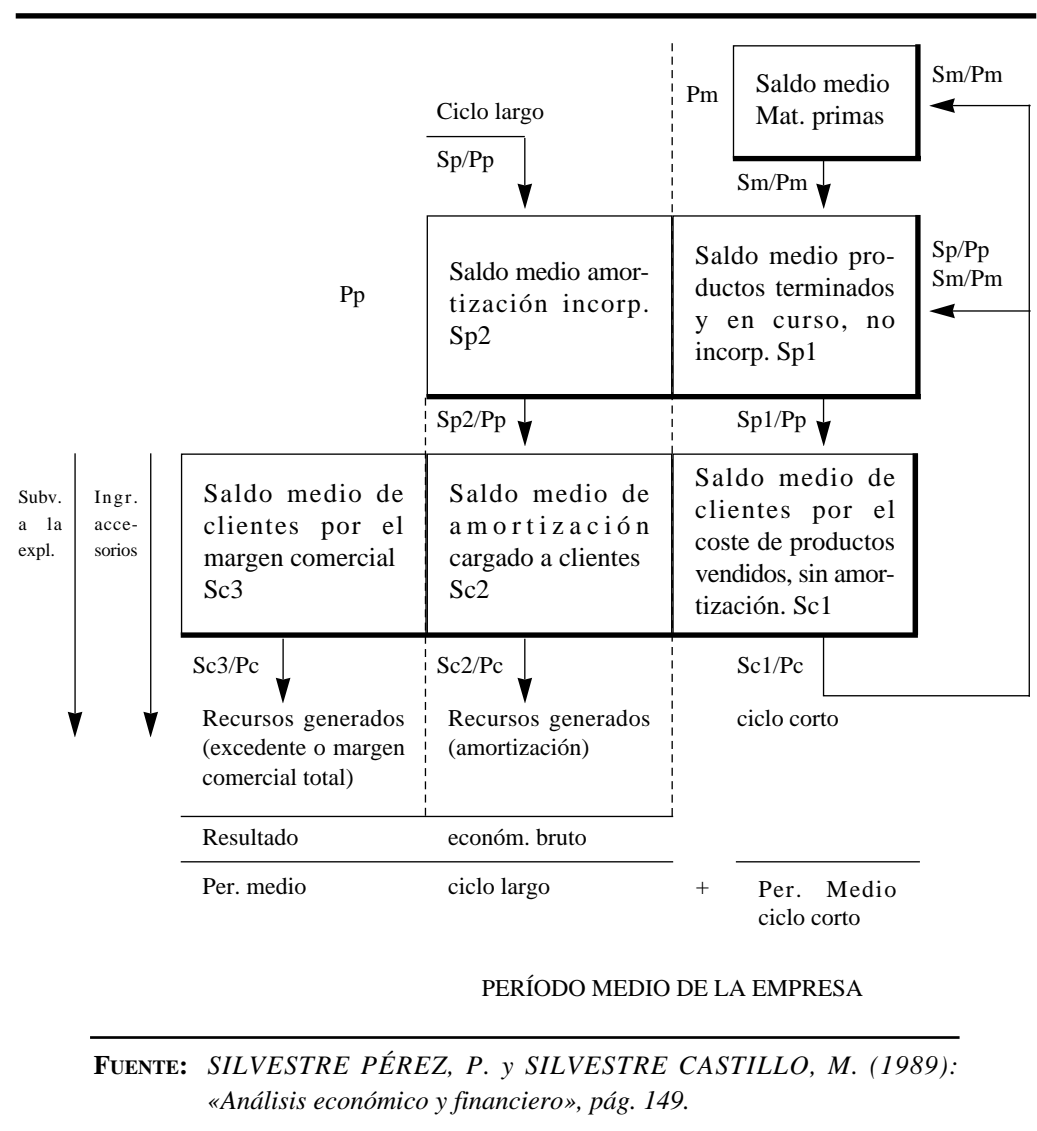 Sm/Pm
Pm
Saldo medio
Mat. primas
Ciclo largo
Sp/Pp
Sm/Pm
Pp
Saldo medio amor-
tización incorp.
Sp2
Saldo medio pro-
ductos terminados
y en curso, no
incorp. Sp1
Sp/Pp
Sm/Pm
Sp2/Pp
Sp1/Pp
Subv.
a la
expl.
Ingr.
acce-
sorios
Saldo medio de
clientes por el
margen comercial
Sc3
Saldo medio de
amortización
cargado a clientes
Sc2
Saldo medio de
clientes por el
coste de productos
vendidos, sin amor-
tización. Sc1
Sc3/Pc
Sc2/Pc
Sc1/Pc
Recursos generados
(excedente o margen
comercial total)
Recursos generados
(amortización)
ciclo corto
Resultado económ. bruto
Per. medio ciclo largo + Per. Medio
ciclo corto
PERÍODO MEDIO DE LA EMPRESA
FUENTE: SILVESTRE PÉREZ, P. y SILVESTRE CASTILLO, M. (1989):
«Análisis económico y financiero», pág. 149.